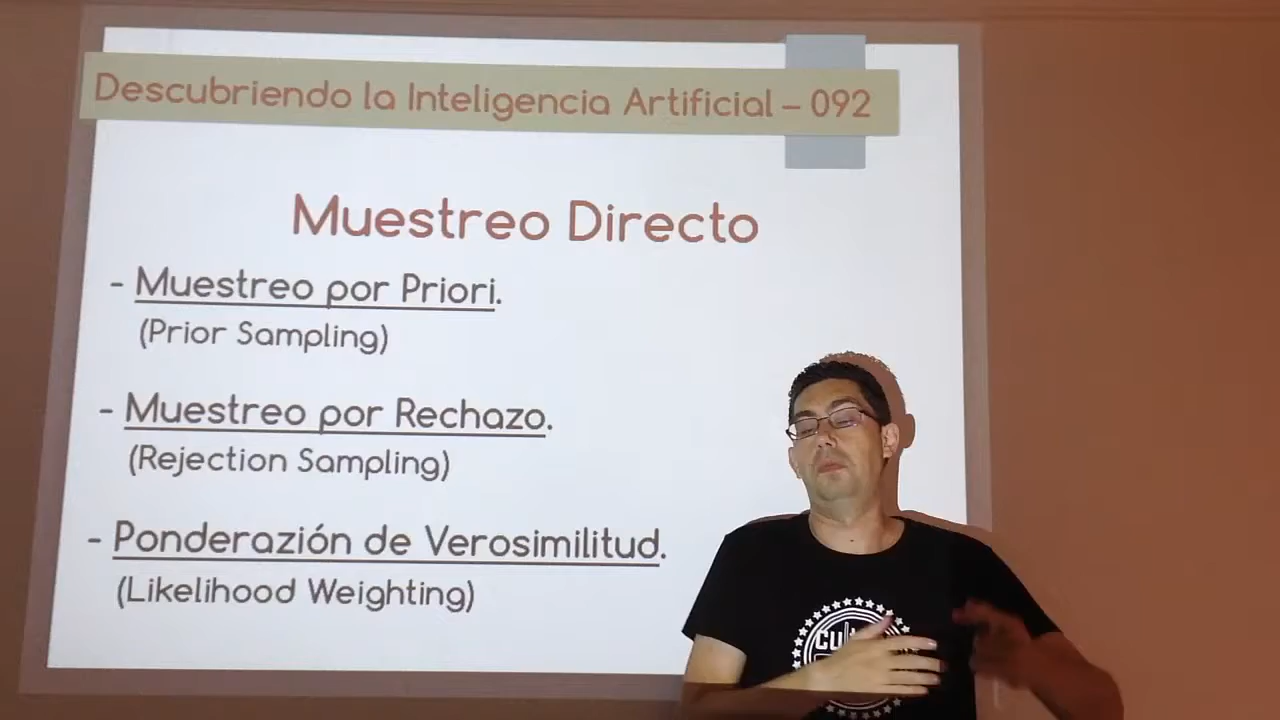 Descubriendo la Inteligencia Artificial – 092
Muestreo Directo
- Muestreo por Priori.
(Prior Sampling)
- Muestreo por Rechazo.
(Rejection Sampling)
- Ponderazión de Verosimilitud.
(Likelihood Weighting)